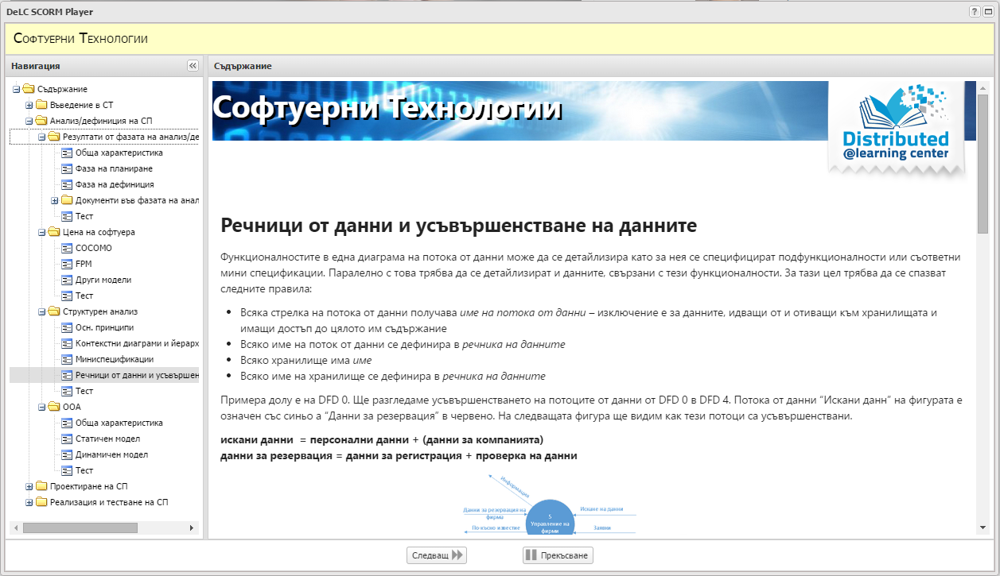 DeLC SCORM Player
Софтуерни Технологии
Навигация
Съдържание
Въведение в СТ
Анализ/дефиниция на СП
Резултати от фазата на анализ/де
Обща характеристика
Фаза на планиране
Фаза на дефиниция
Документи във фазата на анал
Тест
Цена на софтуера
COCOMO
FPM
Други модели
Тест
Структурен анализ
Осн. принципи
Контекстни диаграми и йерарх
Миниспецификации
Речници от данни и усъвършен
Тест
ООА
Обща характеристика
Статичен модел
Динамичен модел
Тест
Проектиране на СП
Реализация и тестване на СП
Съдържание
Софтуерни Технологии
Distributed
@learning center
Речници от данни и усъвършенстване на данните
Функционалностите в една диаграма на потока от данни може да се детайлизира като за нея се специфицират подфункционалности или съответни
мини спецификации. Паралелно с това трябва да се детайлизират и данните, свързани с тези функционалности. За тази цел трябва да се спазват
следните правила:
Всяка стрелка на потока от данни получава име на потока от данни – изключение е за данните, идващи от и отиващи към хранилищата и
имащи достъп до цялото им съдържание
Всяко име на поток от данни се дефинира в речника на данните
Всяко хранилище има име
Всяко име на хранилище се дефинира в речника на данните
Примера долу е на DFD 0. Ще разгледаме усъвършенстването на потоците от данни от DFD 0 в DFD 4. Потока от данни “Искани данн” на фигурата е
означен със синьо а “Данни за резервация” в червено. На следващата фигура ще видим как тези потоци са усъвършенствани.
искани данни = персонални данни + (данни за компанията)
данни за резервация = данни за регистрация + проверка на данни
Информация
Данни за резервация на
фирма
По-късно известие
5
Управление на
фирми
Искане на данни
Заявки
Следващ
Прекъсване